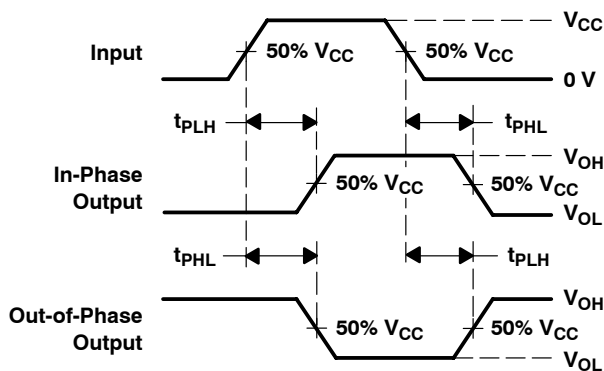 V_CC
Input
50% V_CC
50% V_CC
0 V
t_PLH
t_PHL
V_OH
In-Phase
Output
50% V_CC
50% V_CC
V_OL
t_PHL
t_PLH
V_OH
Out-of-Phase
Output
50% V_CC
50% V_CC
V_OL